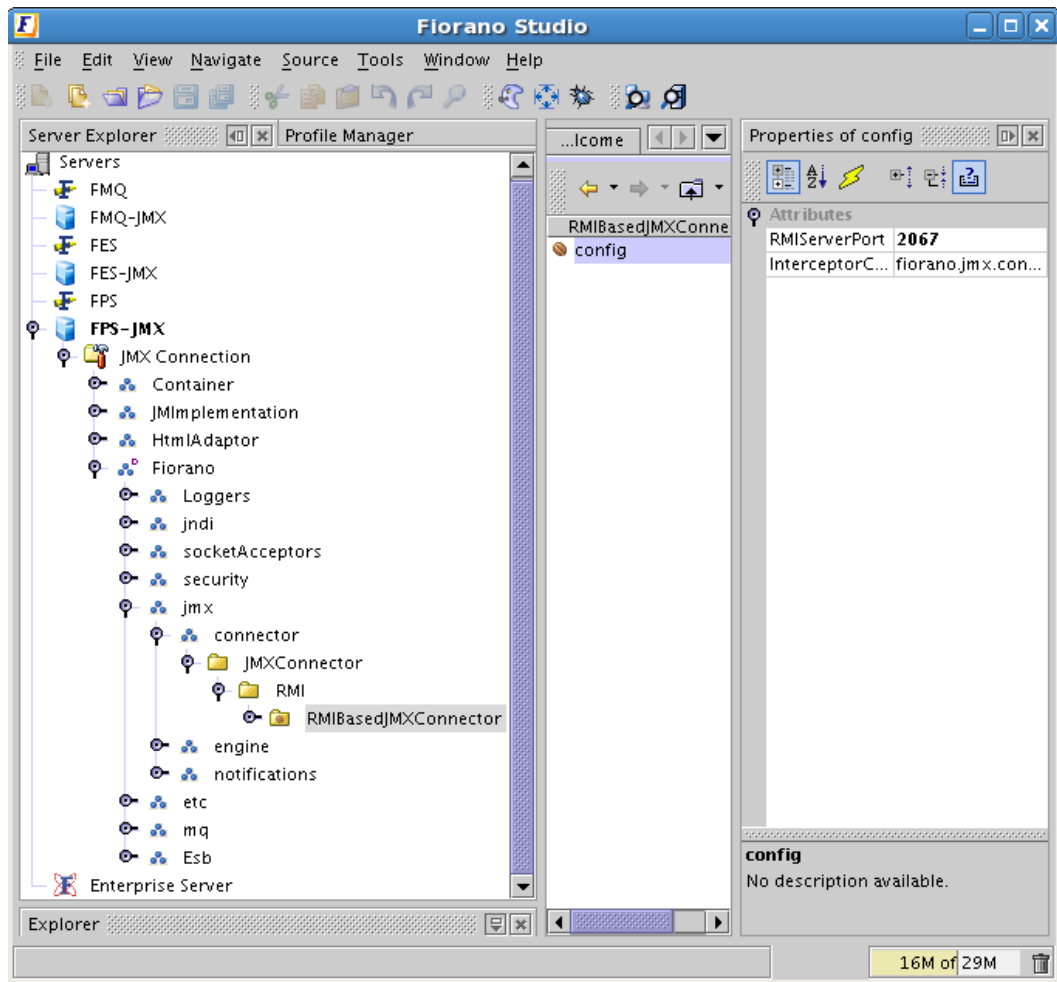 Fiorano Studio
File Edit View Navigate Source Tools Window Help
Server Explorer Profile Manager
Servers
FMQ
FMQ-JMX
FES
FES-JMX
FPS
FPS-JMX
JMX Connection
Container
JMImplementation
HtmlAdaptor
Fiorano
Loggers
jndi
socketAcceptors
security
jmx
connector
JMXConnector
RMI
RMIBasedJMXConnector
engine
notifications
etc
mq
Esb
Enterprise Server
Explorer
...lcome
RMIBasedJMXConne
config
Properties of config
Attributes
RMIServerPort 2067
InterceptorC... fiorano.jmx.con...
config
No description available.
16M of 29M